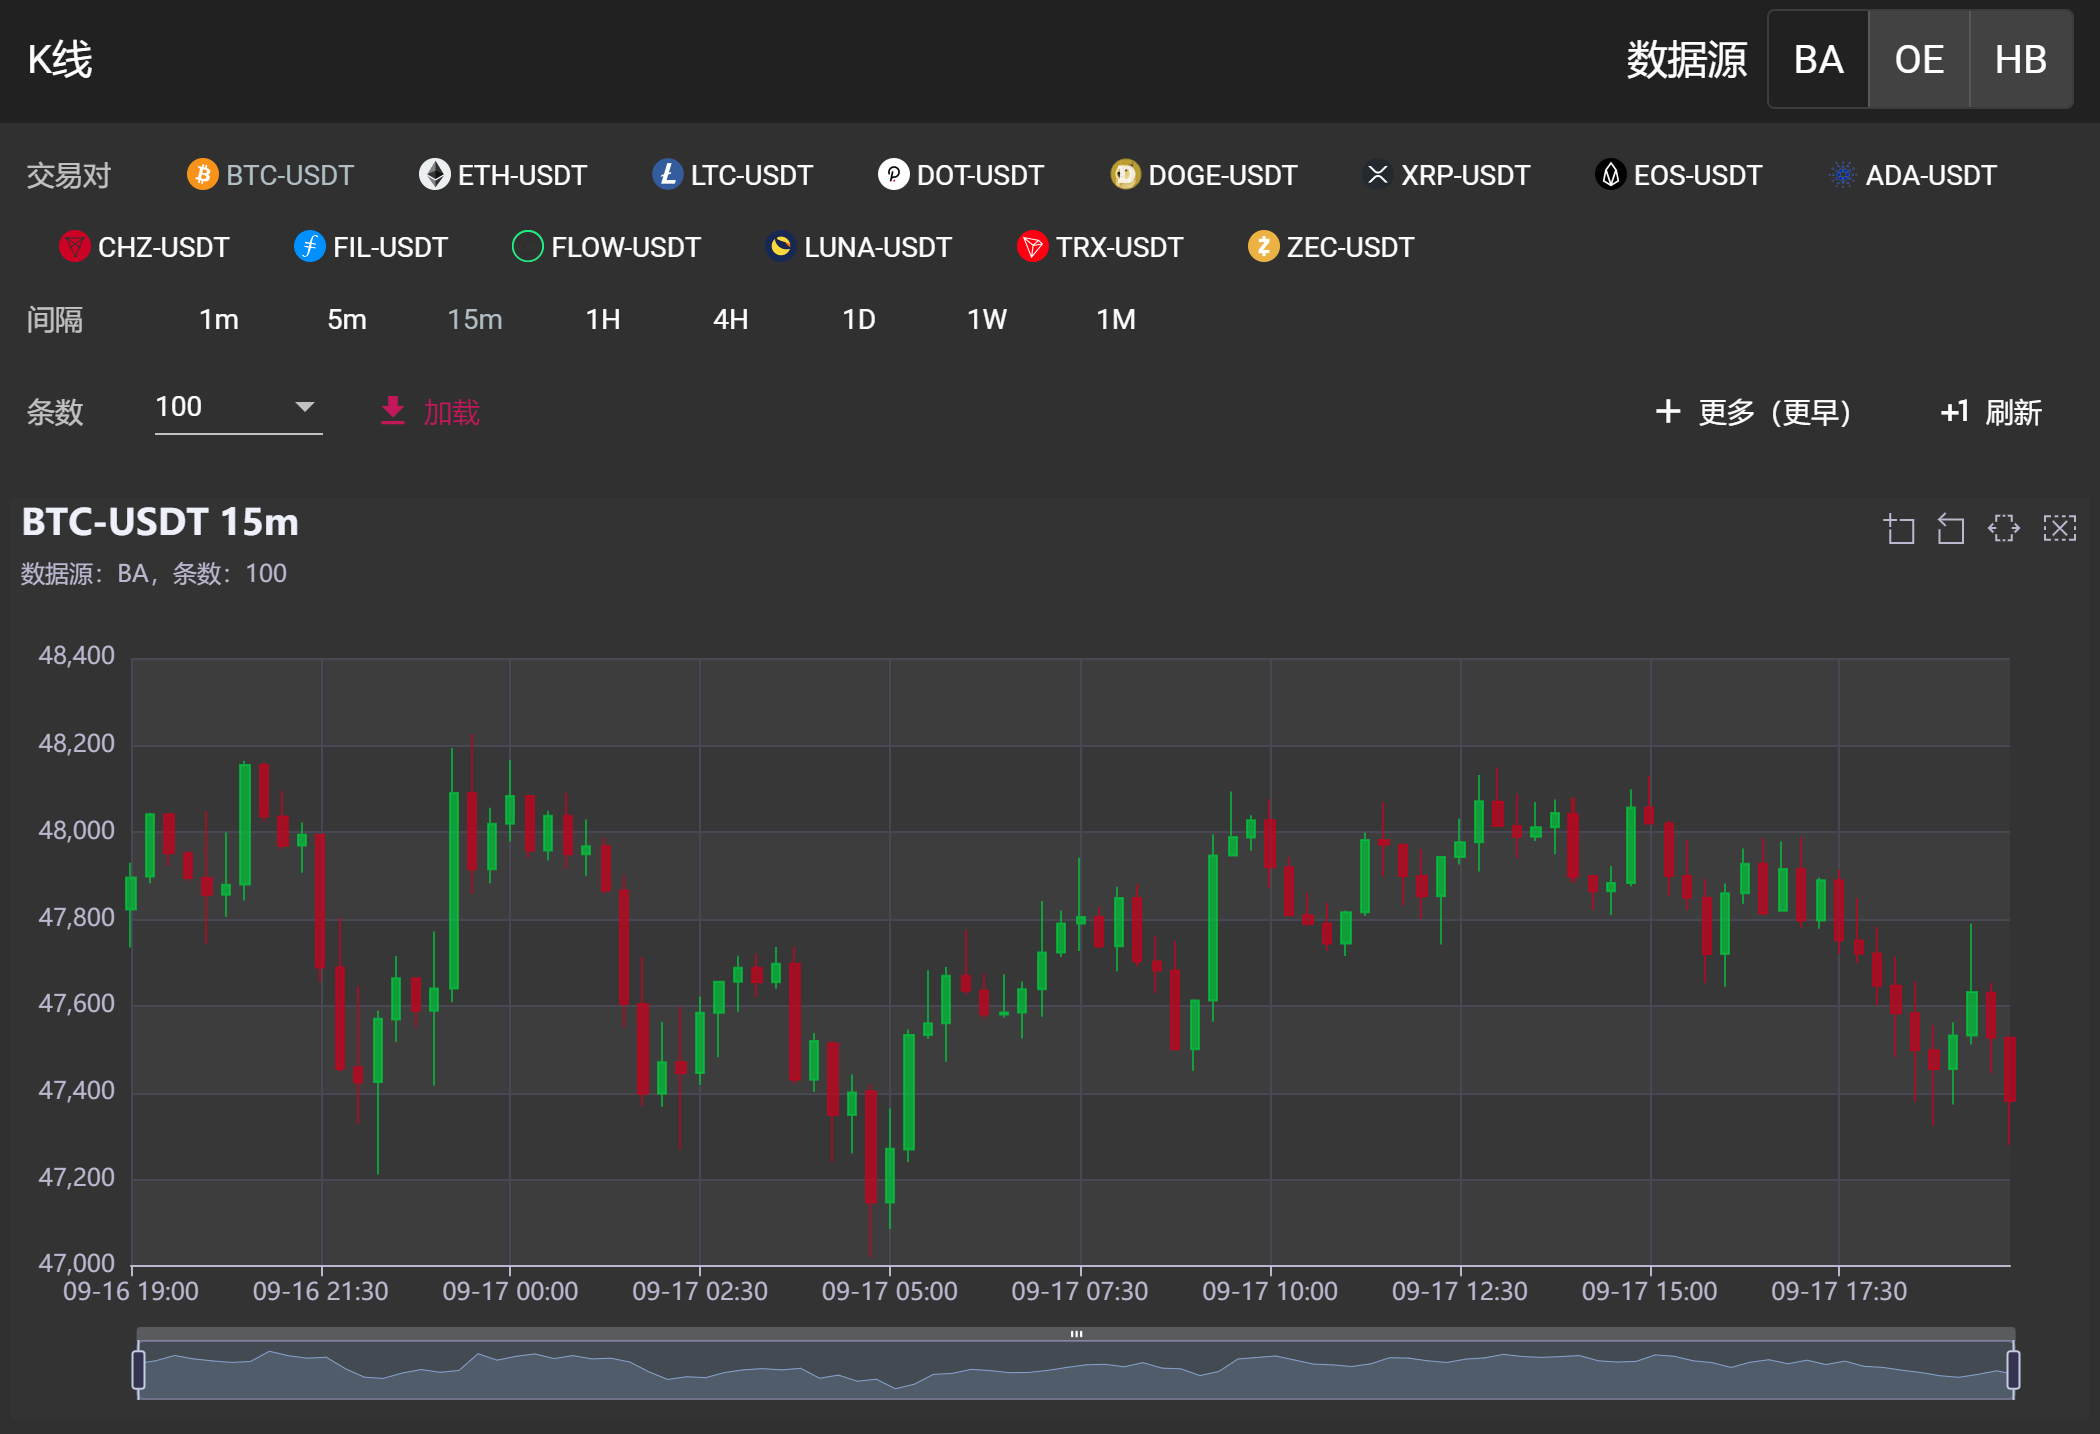 K线 数据源 BA OE HB
交易对 BTC-USDT ETH-USDT LTC-USDT DOT-USDT DOGE-USDT XRP-USDT EOS-USDT ADA-USDT
CHZ-USDT FIL-USDT FLOW-USDT LUNA-USDT TRX-USDT ZEC-USDT
间隔 1m 5m 15m 1H 4H 1D 1W 1M
条数 100 加载 更多（更早） +1 刷新
BTC-USDT 15m
数据源：BA，条数：100
48,400
48,200
48,000
47,800
47,600
47,400
47,200
47,000
09-16 19:00 09-16 21:30 09-17 00:00 09-17 02:30 09-17 05:00 09-17 07:30 09-17 10:00 09-17 12:30 09-17 15:00 09-17 17:30